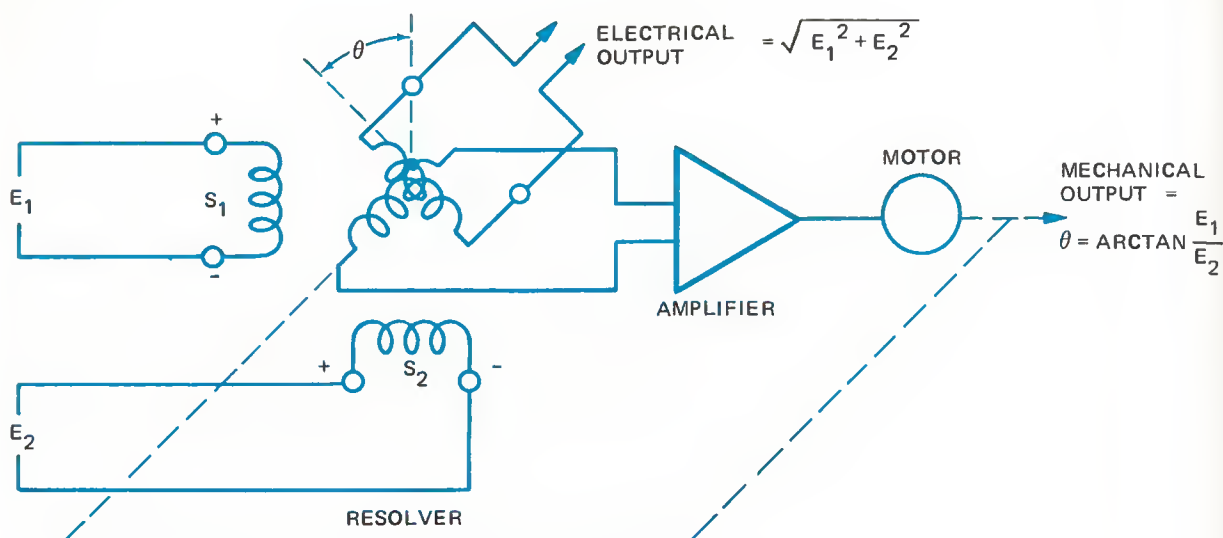 θ
ELECTRICAL
OUTPUT = √E₁² + E₂²
+
E₁
S₁
-
MOTOR
MECHANICAL
OUTPUT =
θ = ARCTAN E₁/E₂
AMPLIFIER
+
S₂
-
E₂
RESOLVER